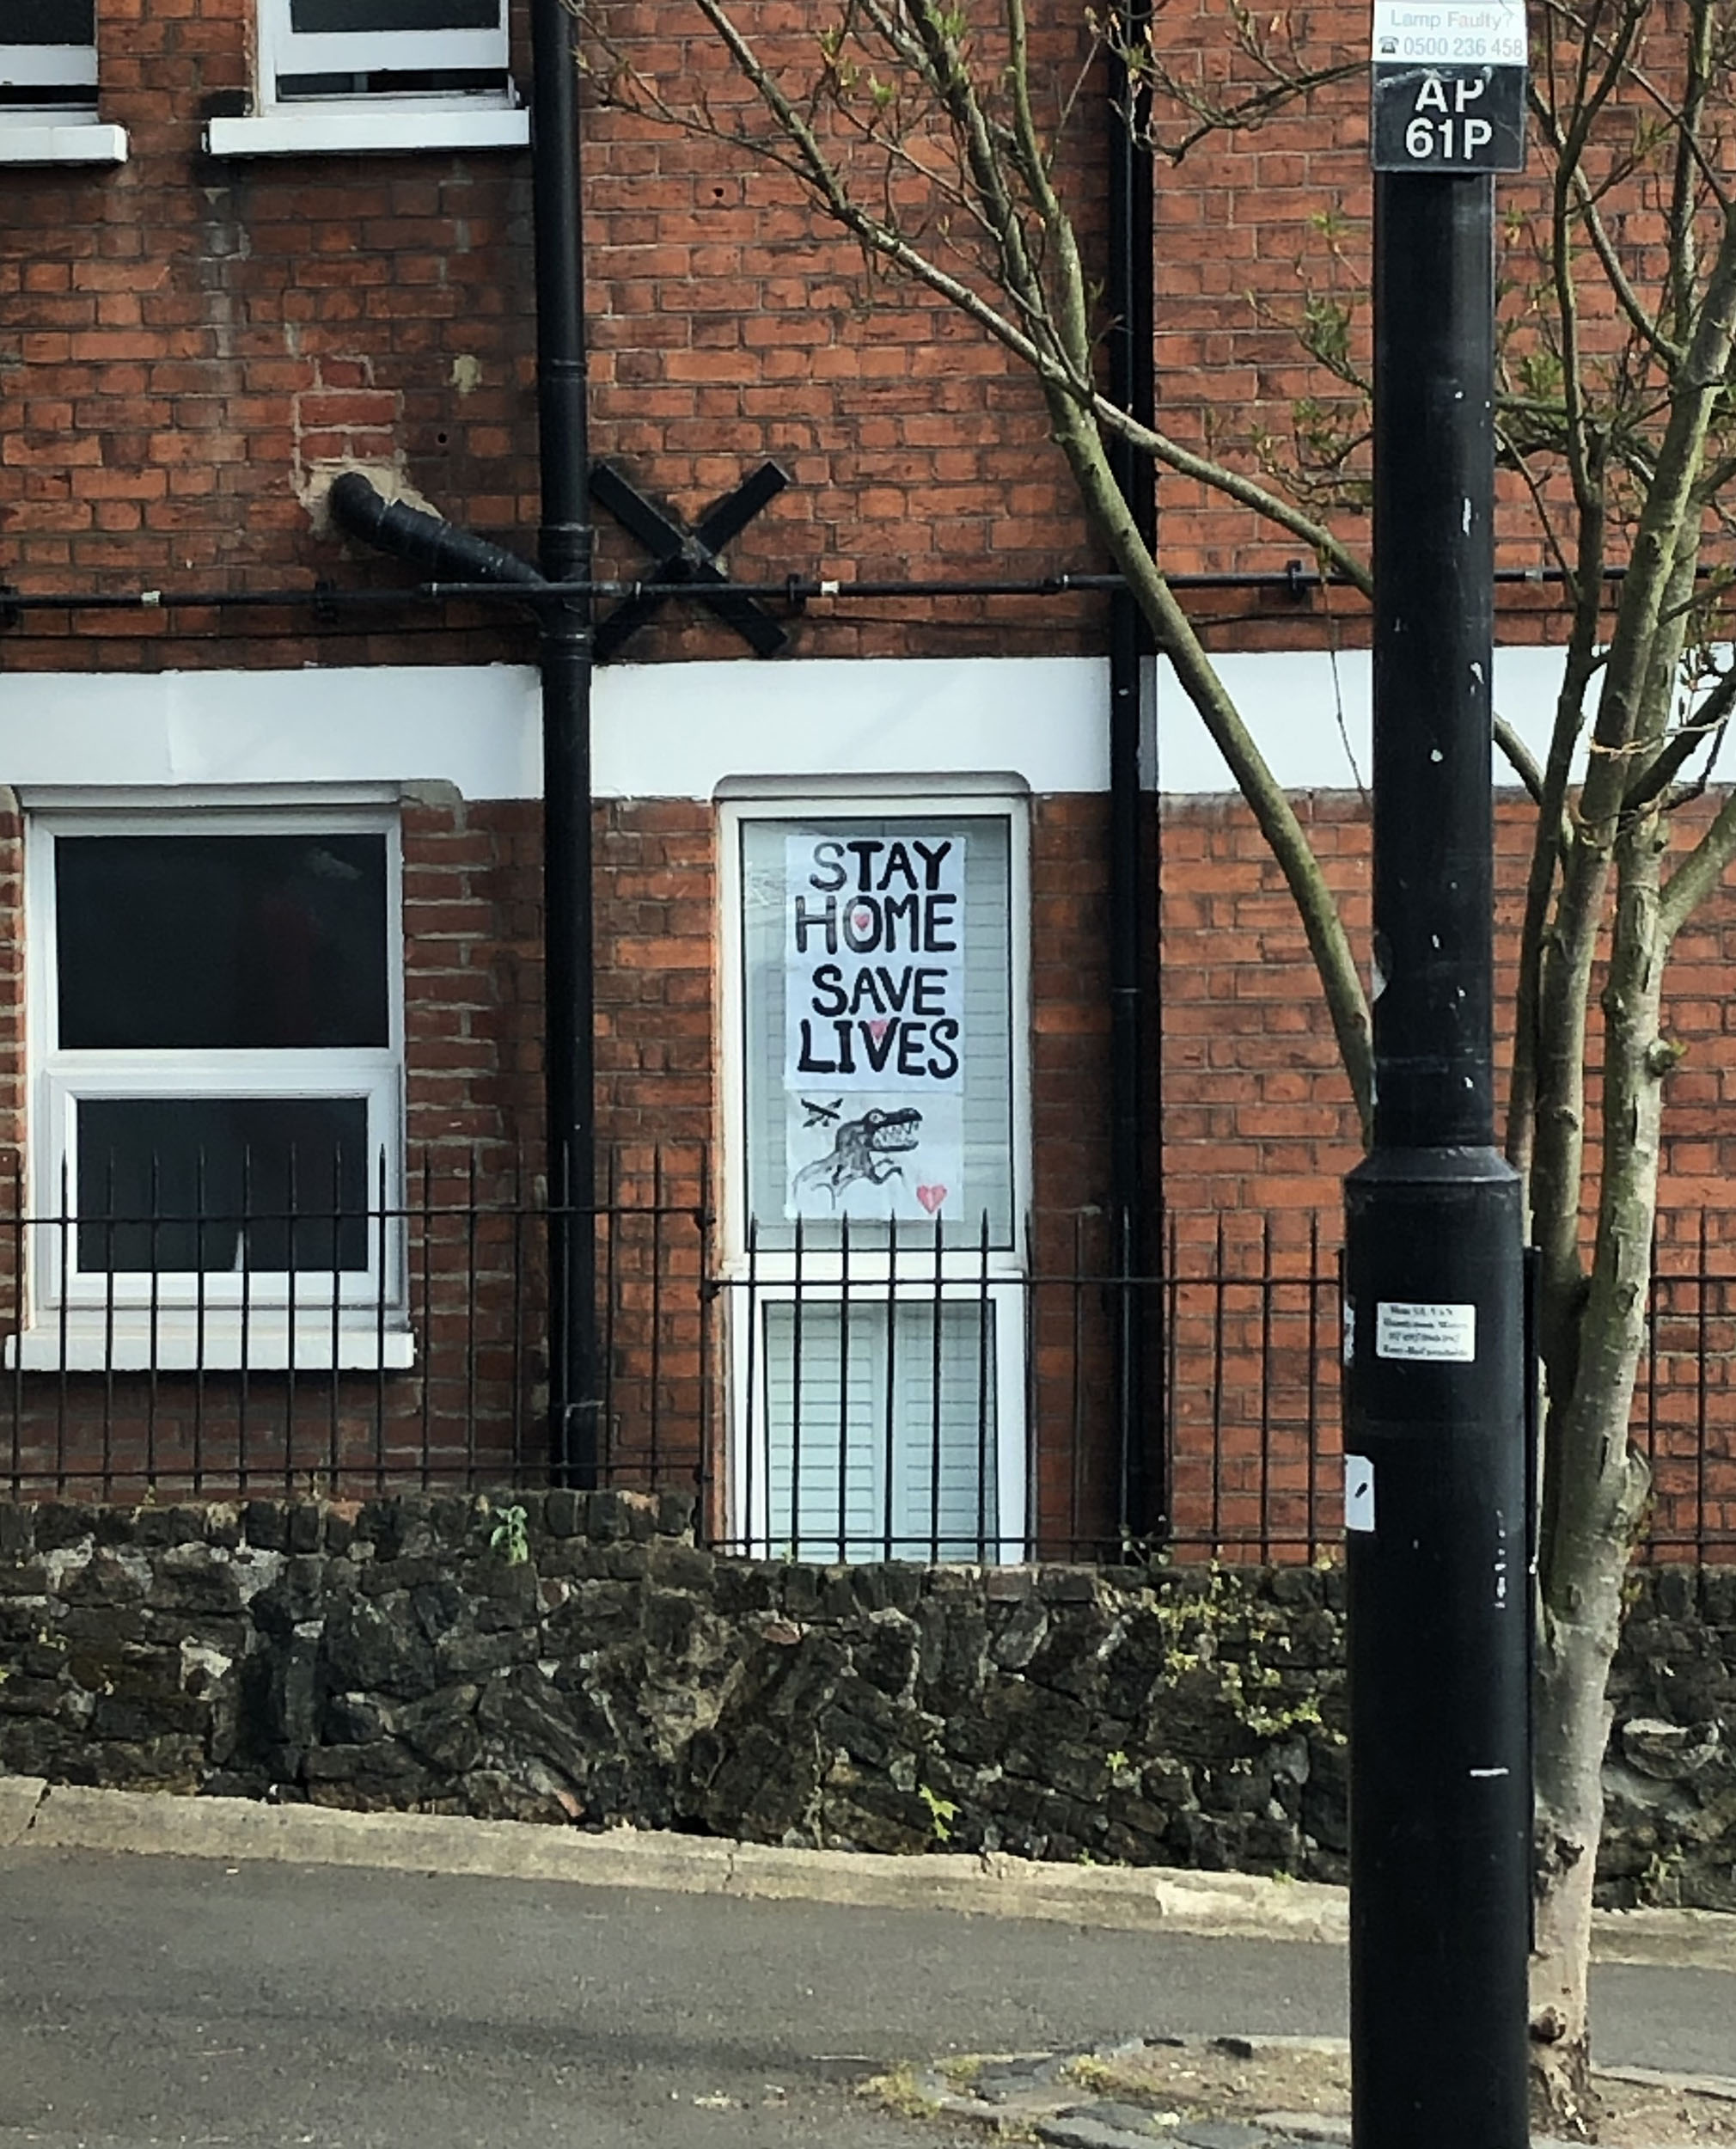 Lamp Faulty?
☎ 0500 236 458
AP
61P
STAY
HOME
SAVE
LIVES